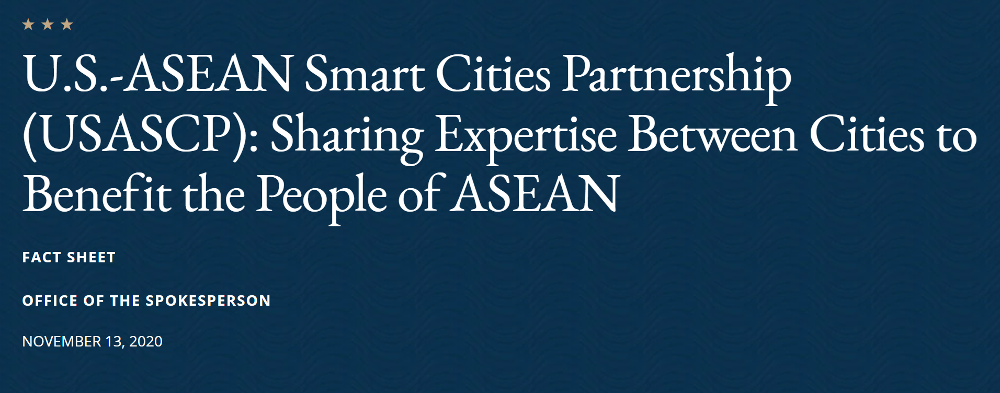 U.S.-ASEAN Smart Cities Partnership
(USASCP): Sharing Expertise Between Cities to
Benefit the People of ASEAN
FACT SHEET
OFFICE OF THE SPOKESPERSON
NOVEMBER 13, 2020